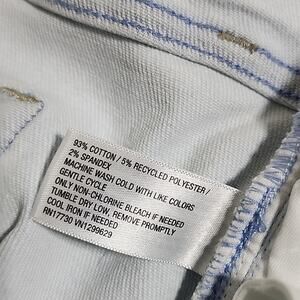 93% COTTON / 5% RECYCLED POLYESTER /
2% SPANDEX
MACHINE WASH COLD WITH LIKE COLORS
GENTLE CYCLE
ONLY NON-CHLORINE BLEACH IF NEEDED
TUMBLE DRY LOW, REMOVE PROMPTLY
COOL IRON IF NEEDED
RN17730 VN1299629